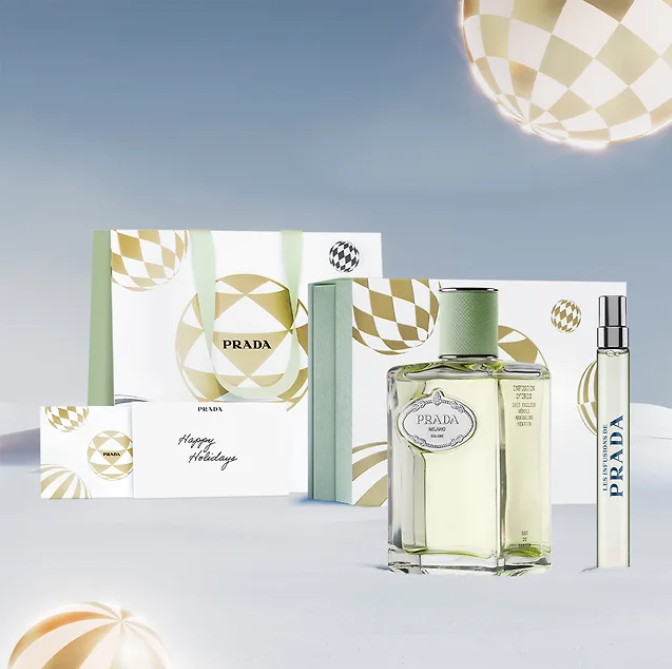 PRADA
PRADA
PRADA
Happy
Holidays
PRADA
MILANO
INFUSION
D'IRIS
LES INFUSIONS DE
PRADA